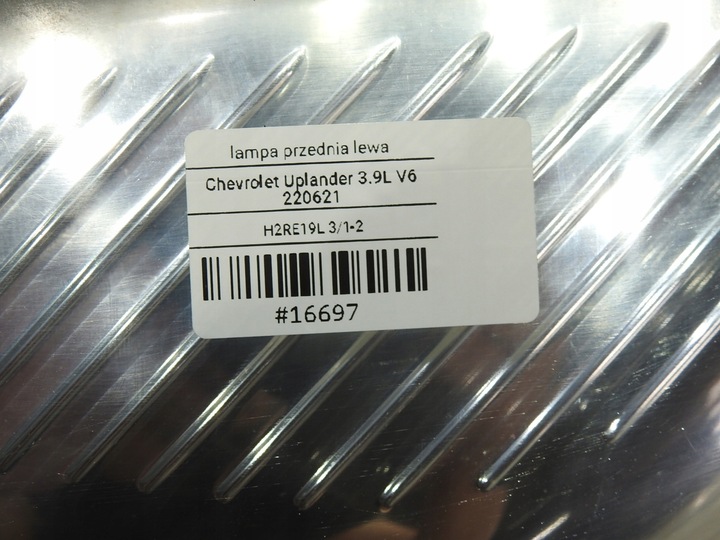 lampa przednia lewa
Chevrolet Uplander 3.9L V6
220621
H2RE19L 3/1-2
#16697